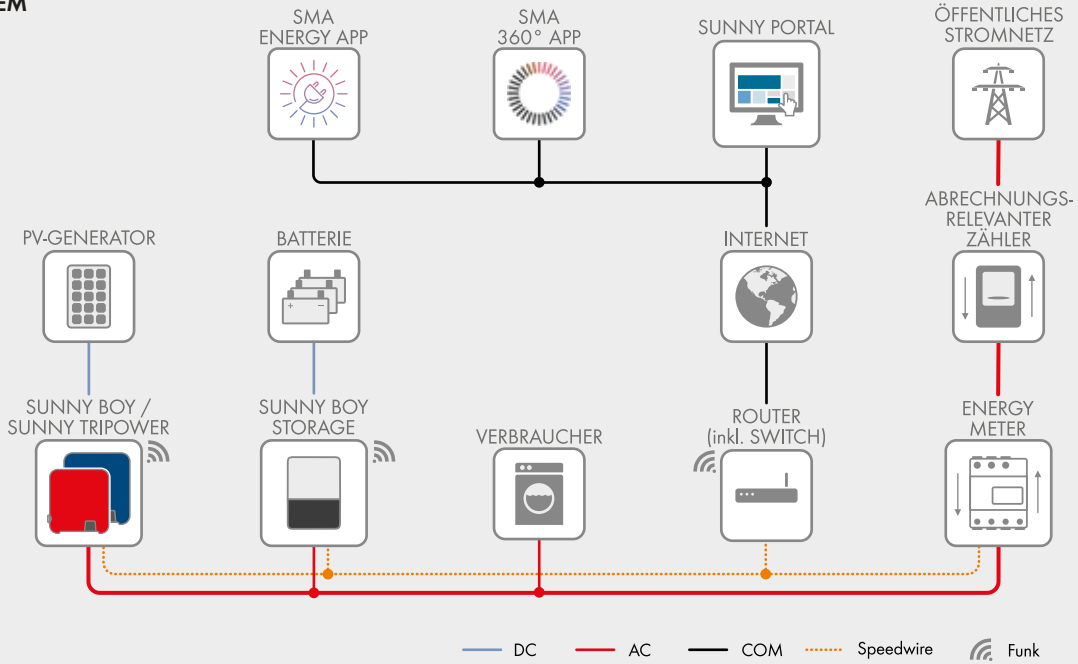 EM
SMA
ENERGY APP
SMA
360° APP
SUNNY PORTAL
ÖFFENTLICHES
STROMNETZ
PV-GENERATOR
BATTERIE
INTERNET
ABRECHNUNGS-
RELEVANTER
ZÄHLER
SUNNY BOY /
SUNNY TRIPOWER
SUNNY BOY
STORAGE
VERBRAUCHER
ROUTER
(inkl. SWITCH)
ENERGY
METER
DC
AC
COM
Speedwire
Funk